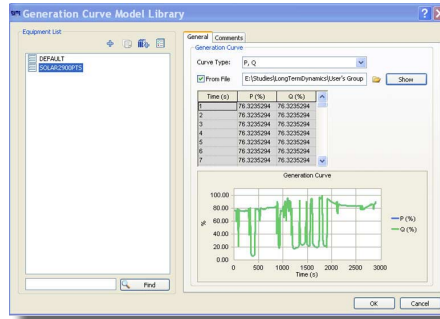 Generation Curve Model Library
Equipment List
DEFAULT
SOLAR2900PTS
Find
General Comments
Generation Curve
Curve Type: P, Q
From File E:\Studies\LongTermDynamics\User's Group Show
Time (s) P (%) Q (%)
1 76.3235294 76.3235294
2 76.3235294 76.3235294
3 76.3235294 76.3235294
4 76.3235294 76.3235294
5 76.3235294 76.3235294
6 76.3235294 76.3235294
7 76.3235294 76.3235294
Generation Curve
100.00
80.00
60.00
40.00
20.00
0.00
%
0 500 1000 1500 2000 2500 3000
Time (s)
P (%)
Q (%)
OK Cancel